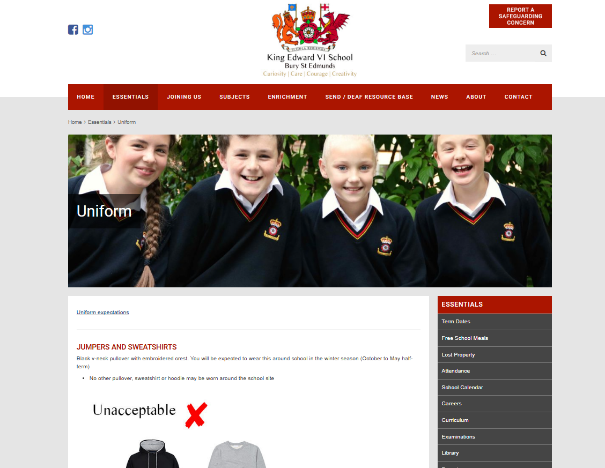 REPORT A
SAFEGUARDING
CONCERN
King Edward VI School
Bury St Edmunds
Curiosity | Care | Courage | Creativity
Search
HOME ESSENTIALS JOINING US SUBJECTS ENRICHMENT SEND / DEAF RESOURCE BASE NEWS ABOUT CONTACT
Home > Essentials > Uniform
Uniform
Uniform expectations
JUMPERS AND SWEATSHIRTS
Black v-neck pullover with embroidered crest. You will be expected to wear this around school in the winter season (October to May half-
term)
• No other pullover, sweatshirt or hoodie may be worn around the school site
Unacceptable
ESSENTIALS
Term Dates
Free School Meals
Lost Property
Attendance
School Calendar
Careers
Curriculum
Examinations
Library